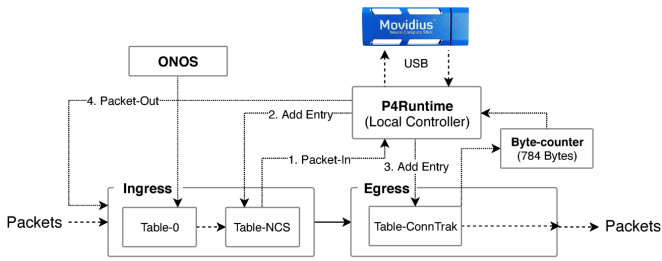 Movidius
Neural Compute Stick
USB
ONOS
4. Packet-Out
2. Add Entry
P4Runtime
(Local Controller)
Byte-counter
(784 Bytes)
1. Packet-In
3. Add Entry
Ingress
Egress
Packets
Table-0
Table-NCS
Table-ConnTrak
Packets